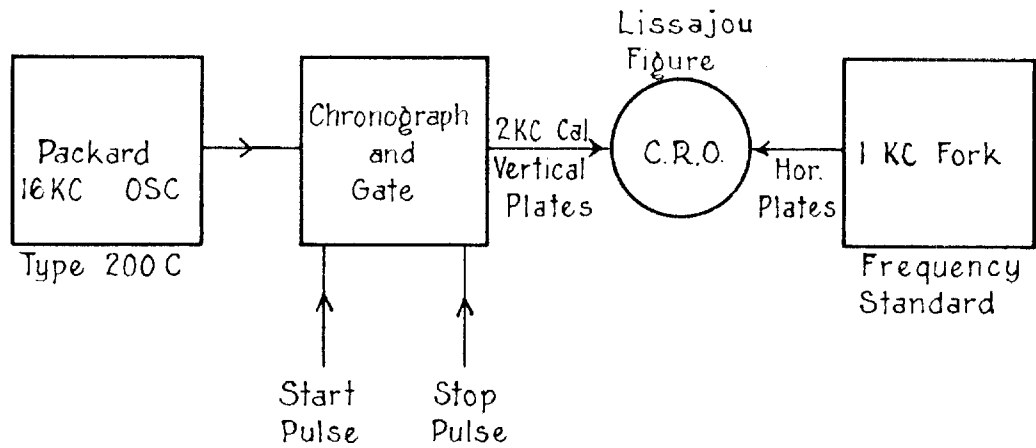 Lissajou
Figure
Packard
16KC OSC
Type 200 C
Chronograph
and
Gate
2KC Cal
Vertical
Plates
C.R.O.
Hor.
Plates
1 KC Fork
Frequency
Standard
Start
Pulse
Stop
Pulse